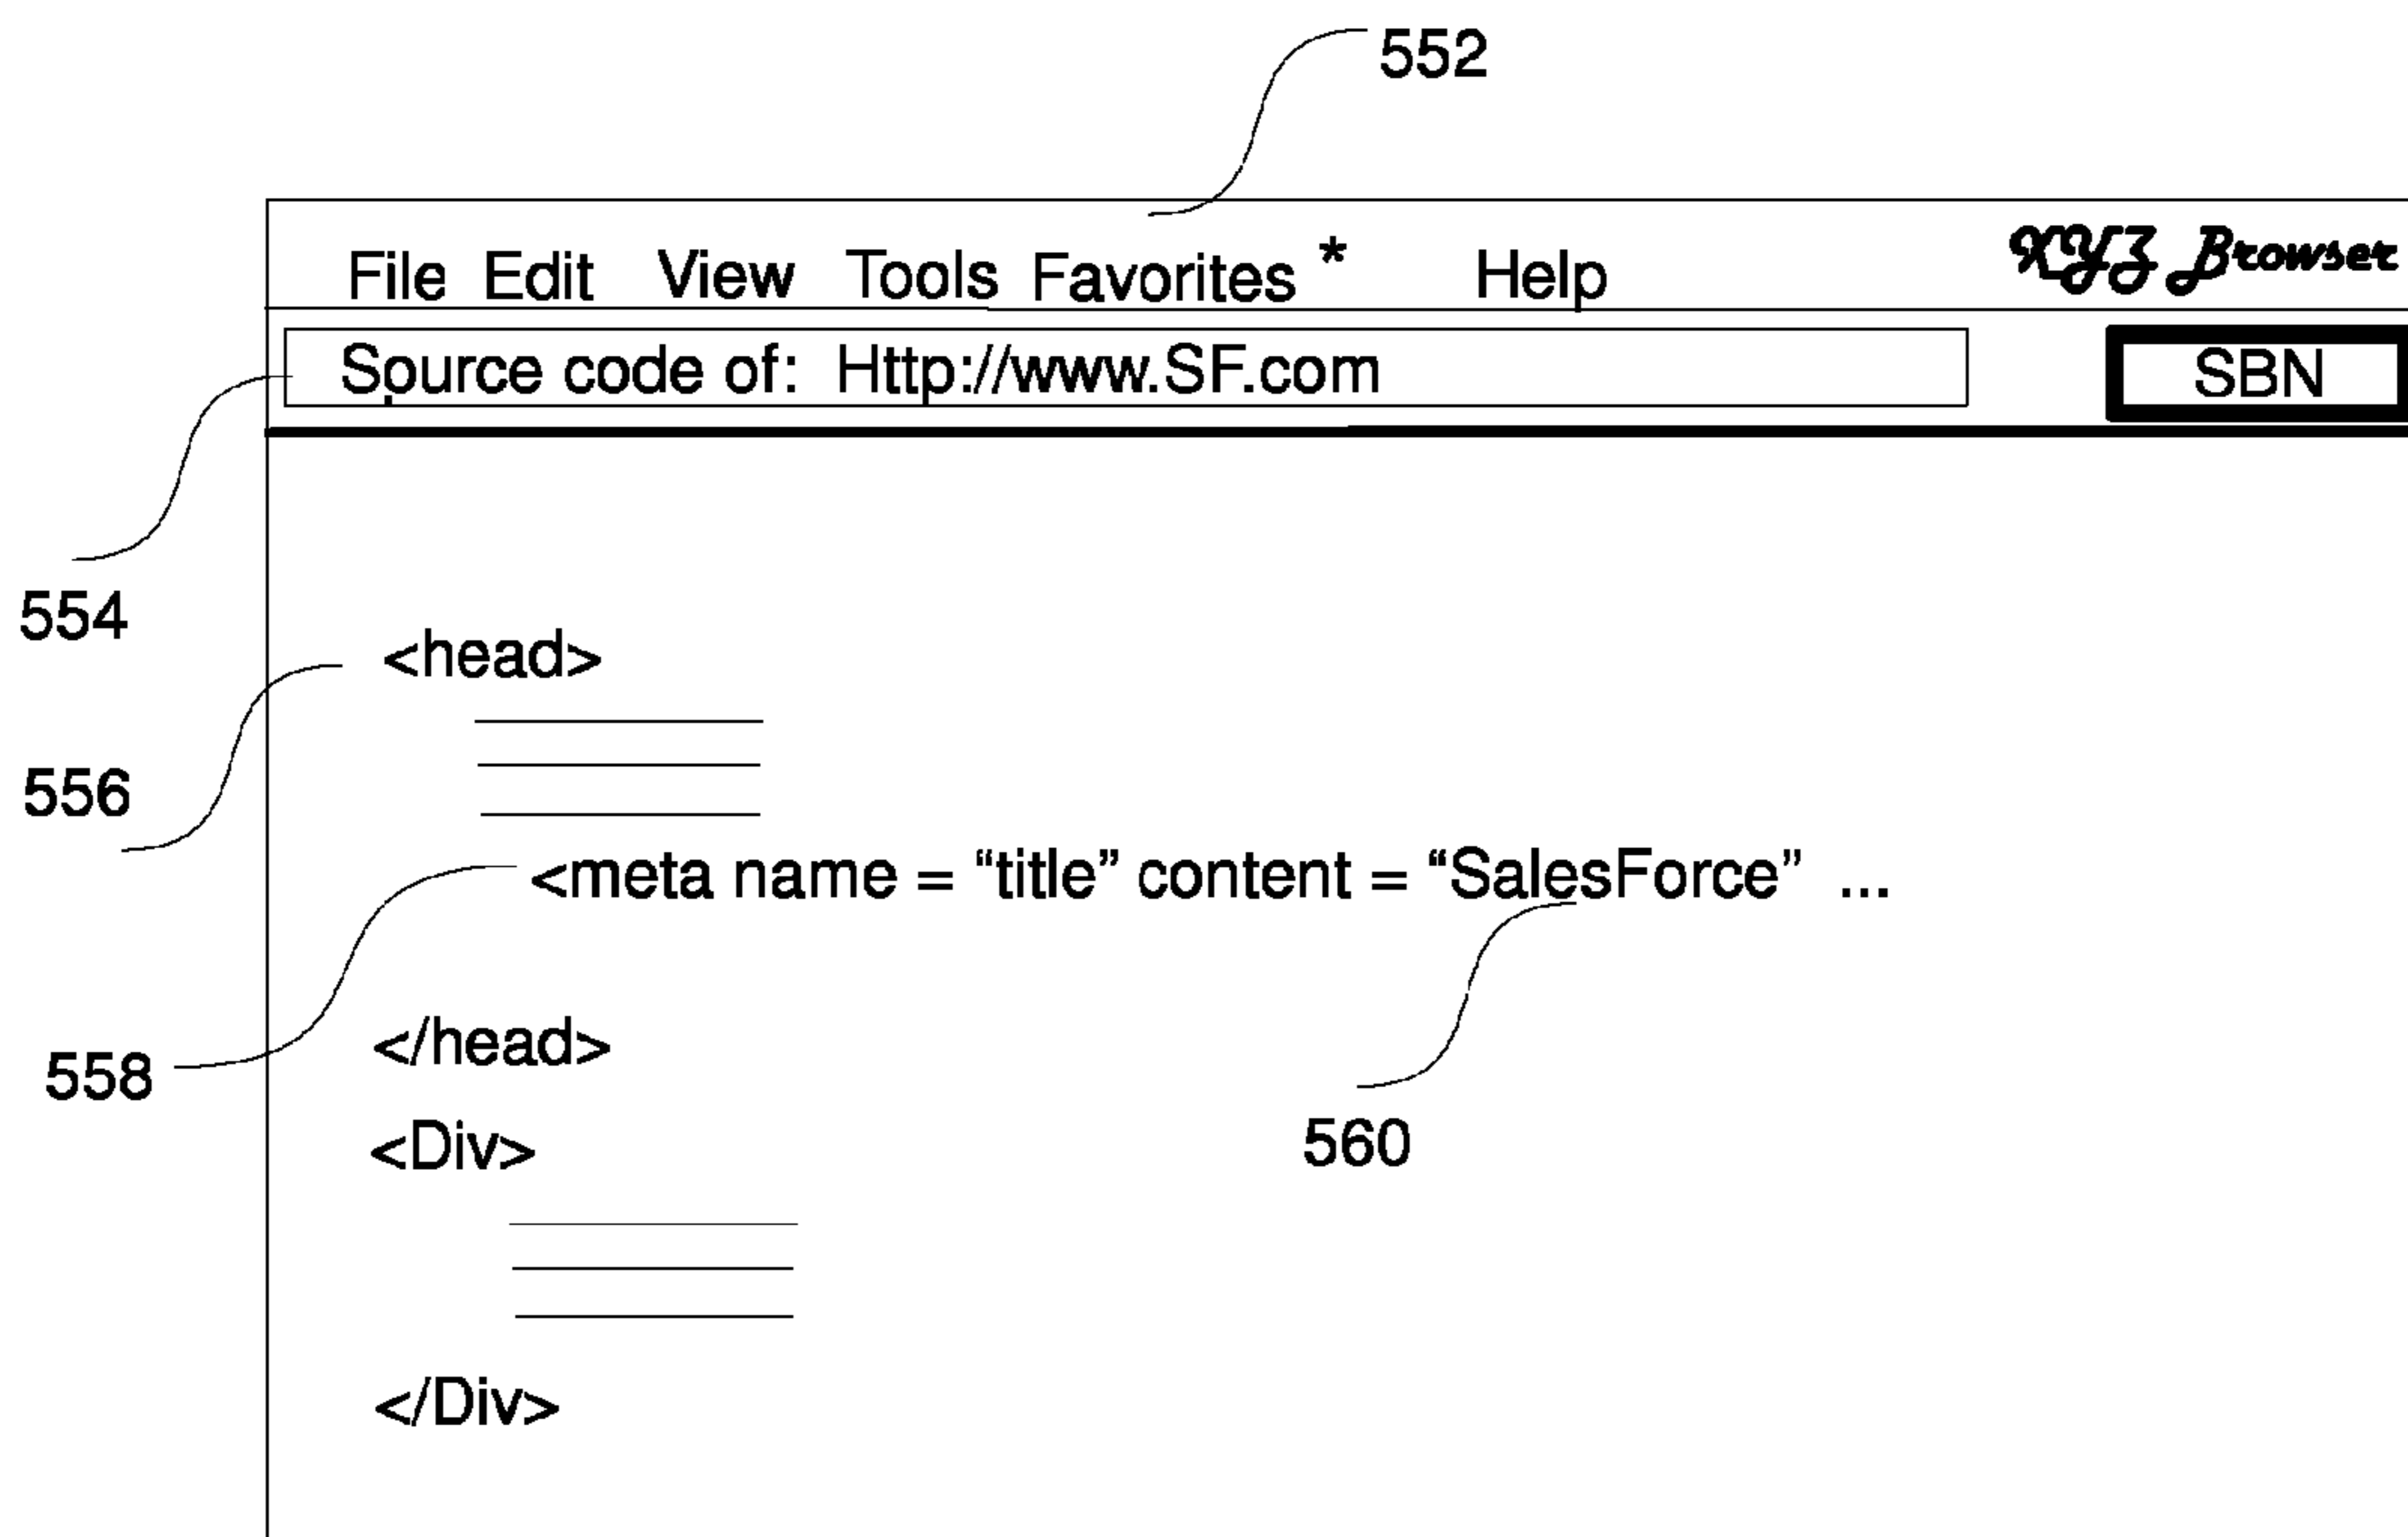 552
File Edit View Tools Favorites * Help XYZ Browser
Source code of: Http://www.SF.com SBN
554
<head>
556
<meta name = “title” content = “SalesForce” ...
</head>
558
<Div>
560
</Div>